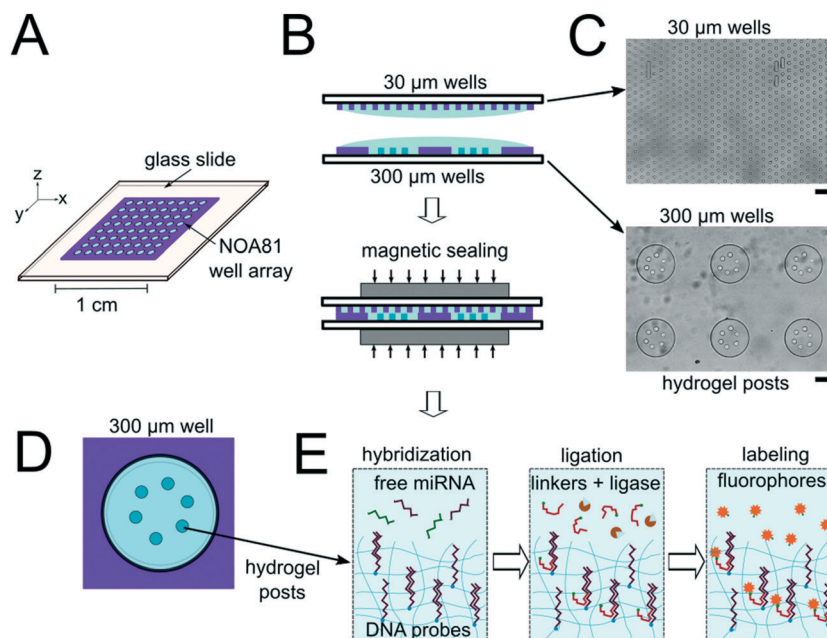 A
glass slide
z
x
y
NOA81
well array
1 cm
B
30 µm wells
300 µm wells
magnetic sealing
C
30 µm wells
300 µm wells
hydrogel posts
D
300 µm well
hydrogel
posts
E
hybridization
free miRNA
DNA probes
ligation
linkers + ligase
labeling
fluorophores